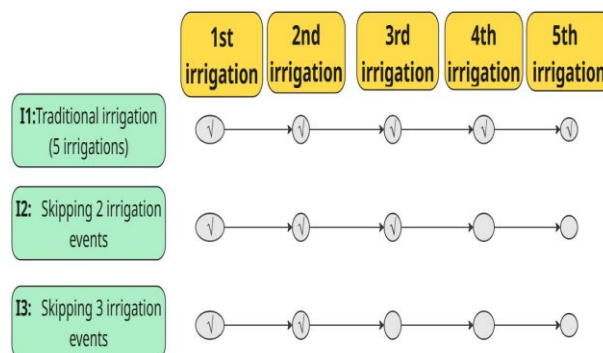 1st
irrigation
2nd
irrigation
3rd
irrigation
4th
irrigation
5th
irrigation
I1:Traditional irrigation
(5 irrigations)
√ √ √ √ √
I2: Skipping 2 irrigation
events
√ √ √
I3: Skipping 3 irrigation
events
√ √